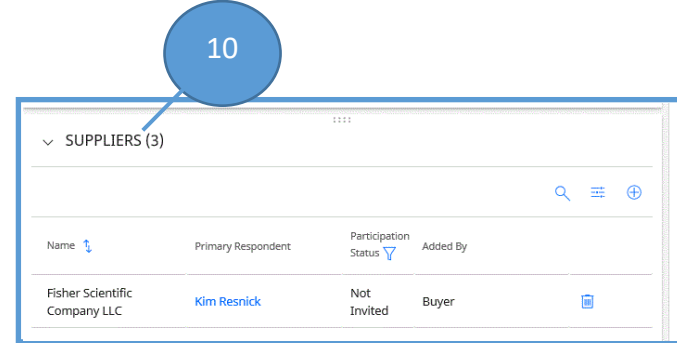 10
SUPPLIERS (3)
Name Primary Respondent Participation Status Added By
Fisher Scientific Company LLC Kim Resnick Not Invited Buyer